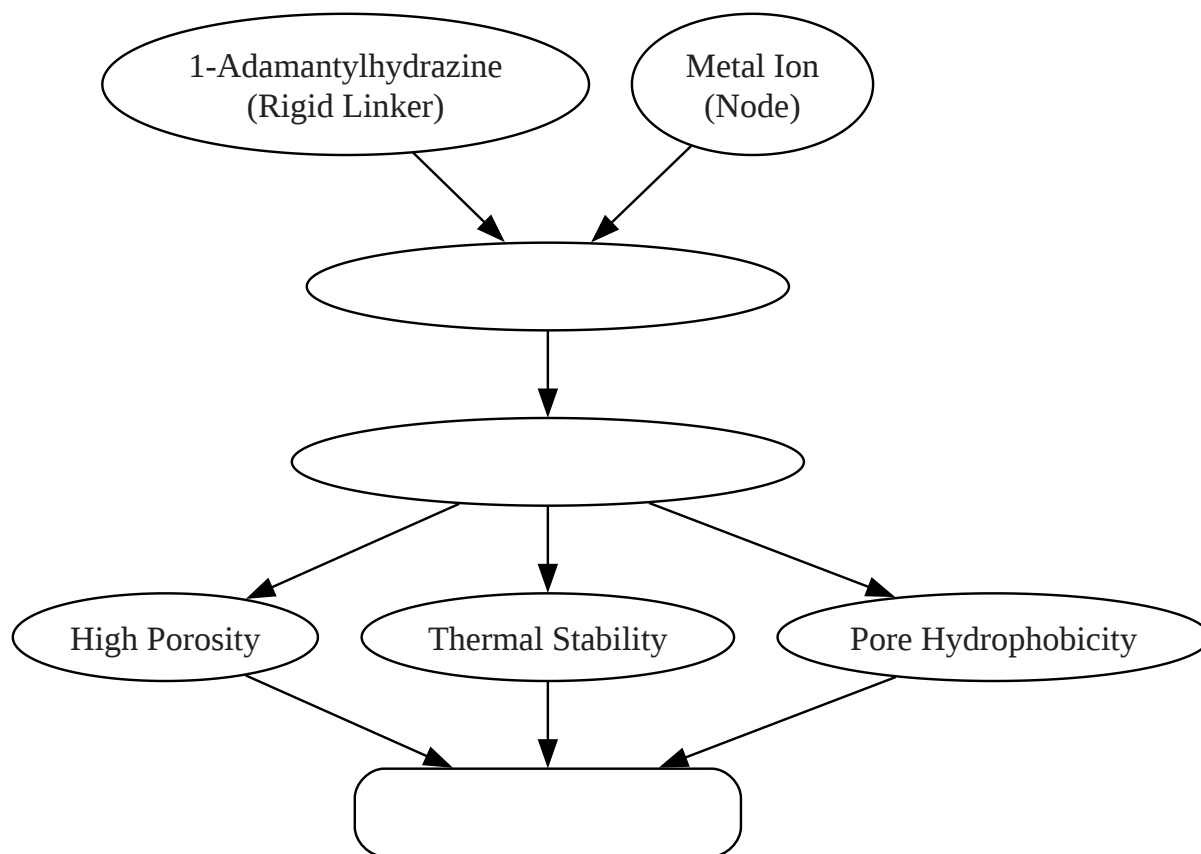 1-Adamantylhydrazine
(Rigid Linker)
Metal Ion
(Node)
High Porosity
Thermal Stability
Pore Hydrophobicity